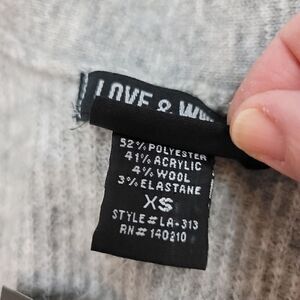 LOVE &
52% POLYESTER
41% ACRYLIC
4% WOOL
3% ELASTANE
XS
STYLE# LA-313
RN# 140210